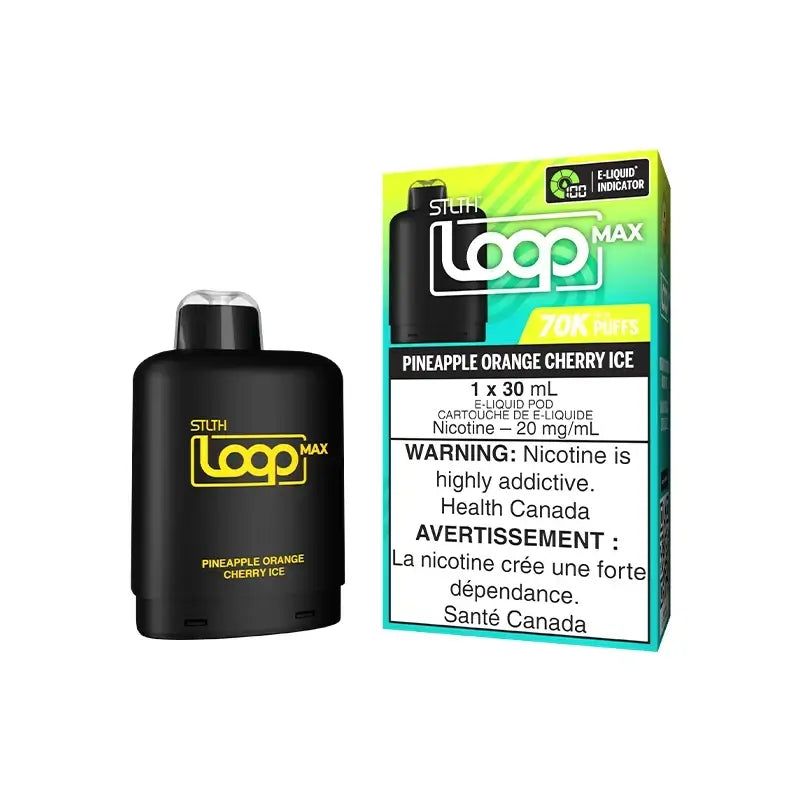 STLTH
LOOP MAX
PINEAPPLE ORANGE
CHERRY ICE
100
E-LIQUID*
INDICATOR
STLTH
LOOP MAX
70K PUFFS
PINEAPPLE ORANGE CHERRY ICE
1 x 30 mL
E-LIQUID POD
CARTOUCHE DE E-LIQUIDE
Nicotine – 20 mg/mL
WARNING: Nicotine is
highly addictive.
Health Canada
AVERTISSEMENT :
La nicotine crée une forte
dépendance.
Santé Canada